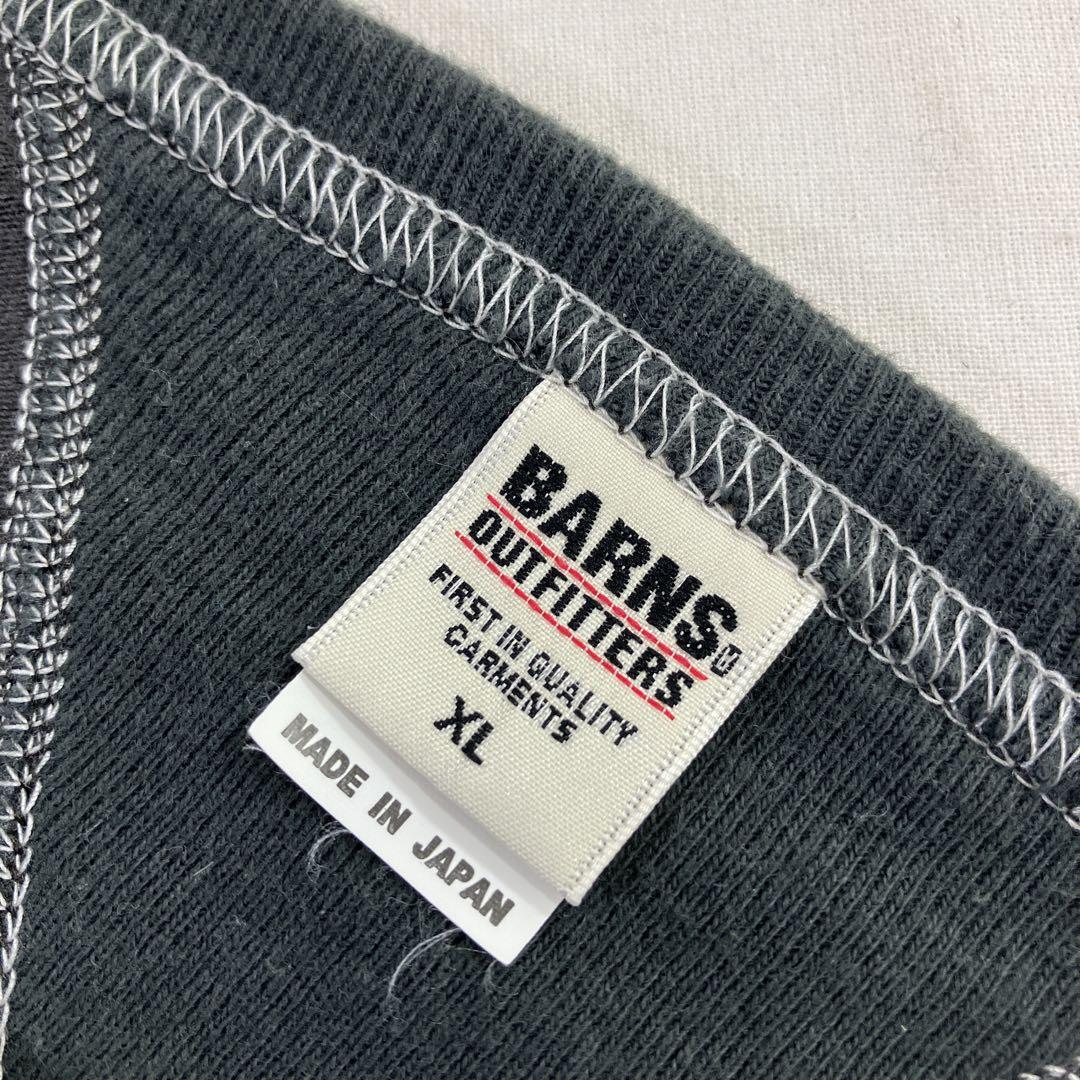 BARNS
OUTFITTERS
FIRST IN QUALITY
GARMENTS
XL
MADE IN JAPAN